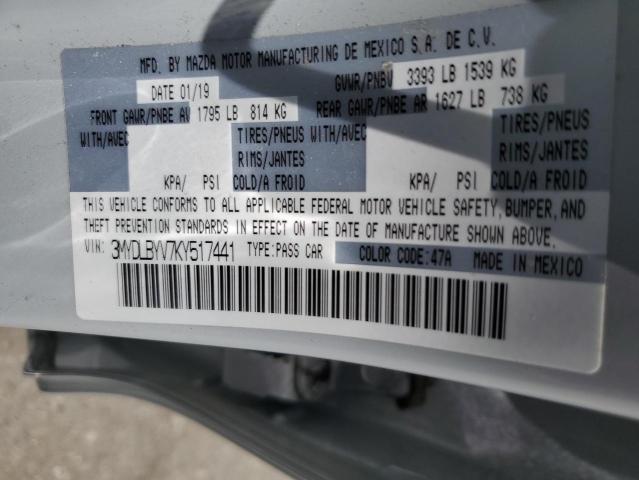 MFD. BY MAZDA MOTOR MANUFACTURING DE MEXICO S.A. DE C.V.
DATE 01/19 GVWR/PNBV 3393 LB 1539 KG
FRONT GAWR/PNBE AV 1795 LB 814 KG REAR GAWR/PNBE AR 1627 LB 738 KG
WITH/AVEC TIRES/PNEUS WITH/AVEC TIRES/PNEUS
RIMS/JANTES RIMS/JANTES
KPA/ PSI COLD/A FROID KPA/ PSI COLD/A FROID
THIS VEHICLE CONFORMS TO ALL APPLICABLE FEDERAL MOTOR VEHICLE SAFETY, BUMPER, AND
THEFT PREVENTION STANDARDS IN EFFECT ON THE DATE OF MANUFACTURE SHOWN ABOVE.
VIN: 3MYDLBYV7KY517441 TYPE:PASS CAR COLOR CODE:47A MADE IN MEXICO